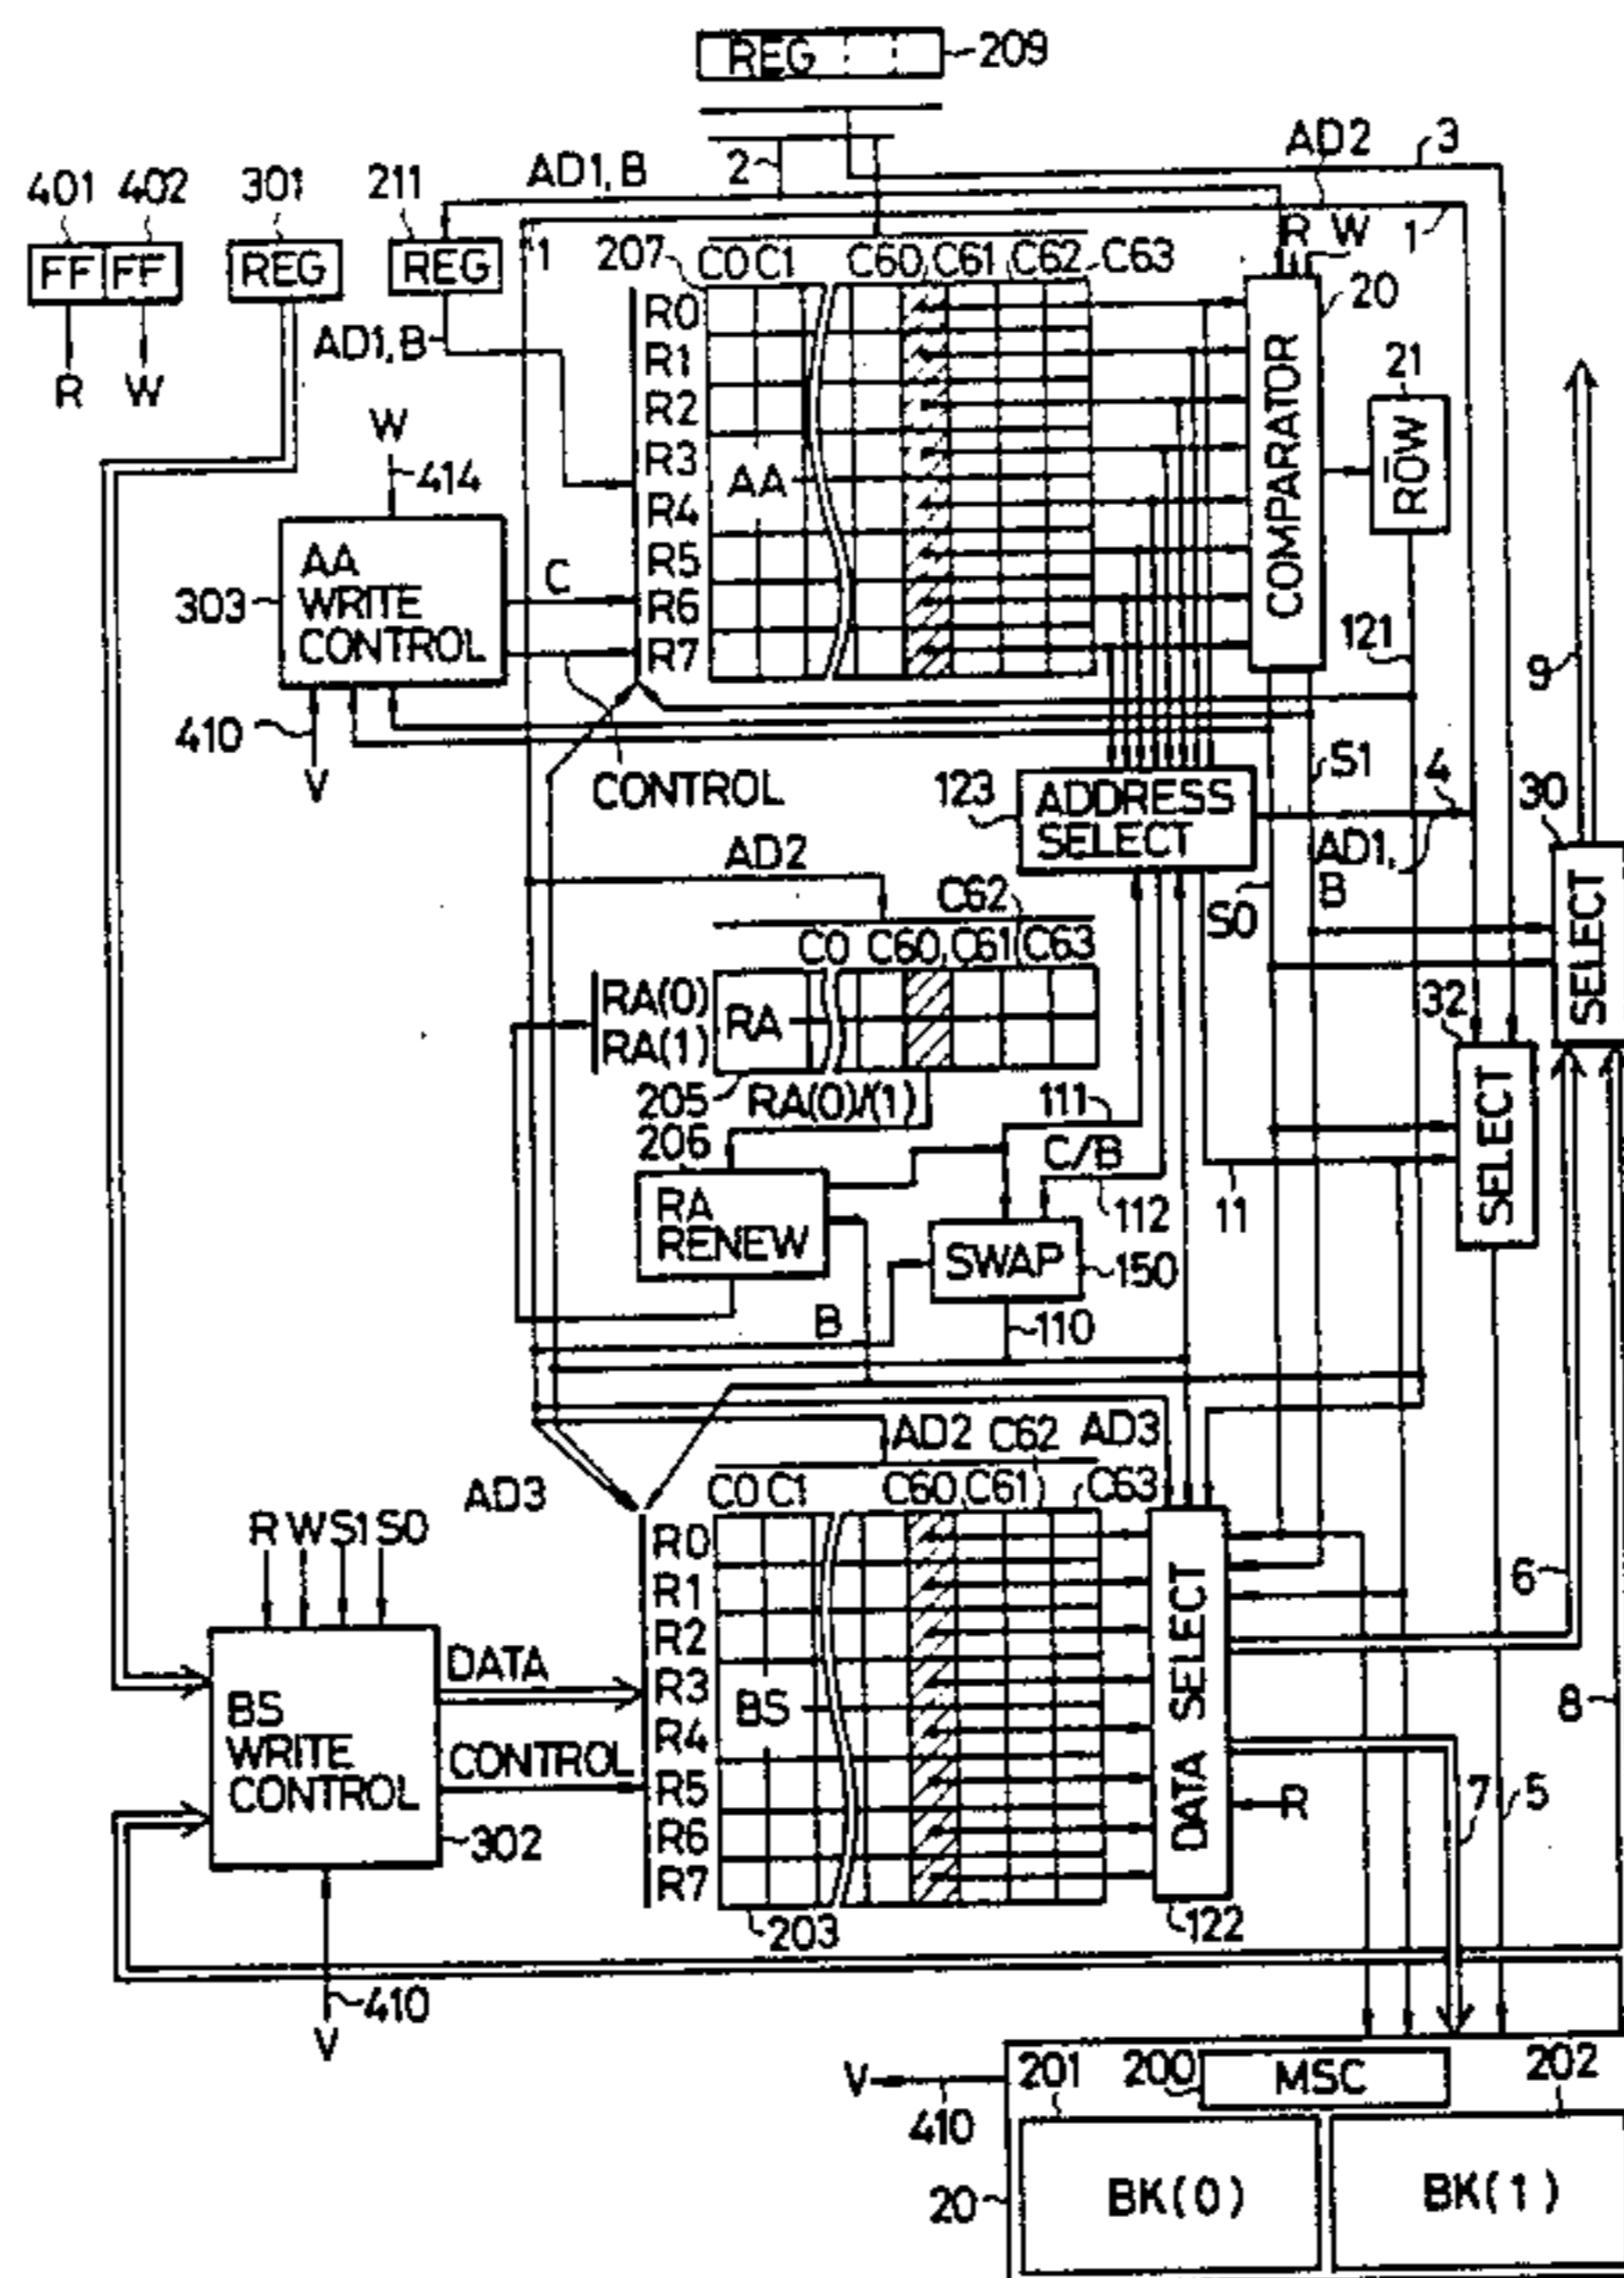 REG 209
AD2 3
AD1, B 2
401 402 301 211
FF FF REG REG
1 207 C0 C1 C60 C61 C62 C63 R W 1
20
R0
R1
R2
R3
R4
R5
R6
R7
AA
COMPARATOR
21
ROW
AD1, B
R W
W
414
AA
WRITE
CONTROL
303
C
121
9
410
V
CONTROL
123
ADDRESS
SELECT
S1
4
30
AD1,
B
S0
SELECT
AD2
C62
C0 C60 C61 C63
RA(0)
RA(1)
RA
32
SELECT
205 RA(0)/(1)
206
111
C/B
112
11
RA
RENEW
SWAP
150
B
110
AD2 C62 AD3
AD3
C0 C1 C60 C61 C63
R W S1 S0
R0
R1
R2
R3
R4
R5
R6
R7
BS
DATA SELECT
6
DATA
BS
WRITE
CONTROL
CONTROL
302
8
7 5
R
203
122
410
V
V
410
201 200 MSC 202
20
BK(0) BK(1)